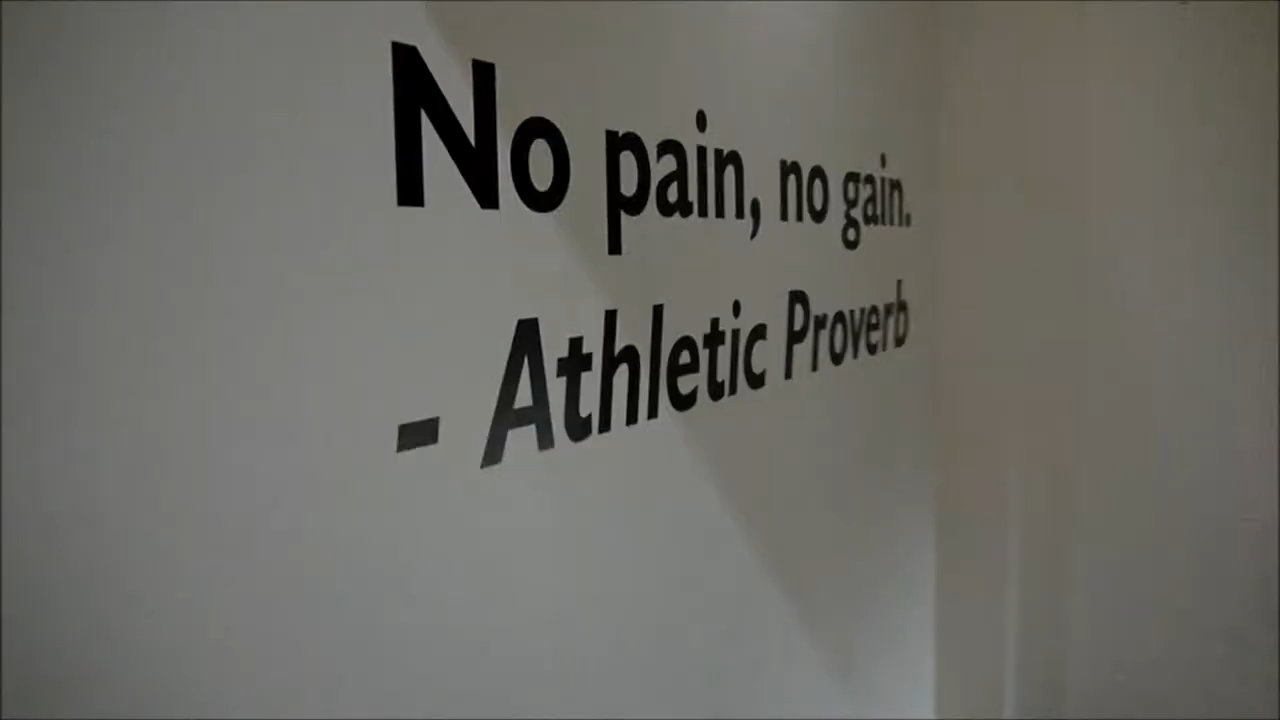 No pain, no gain.
- Athletic Proverb